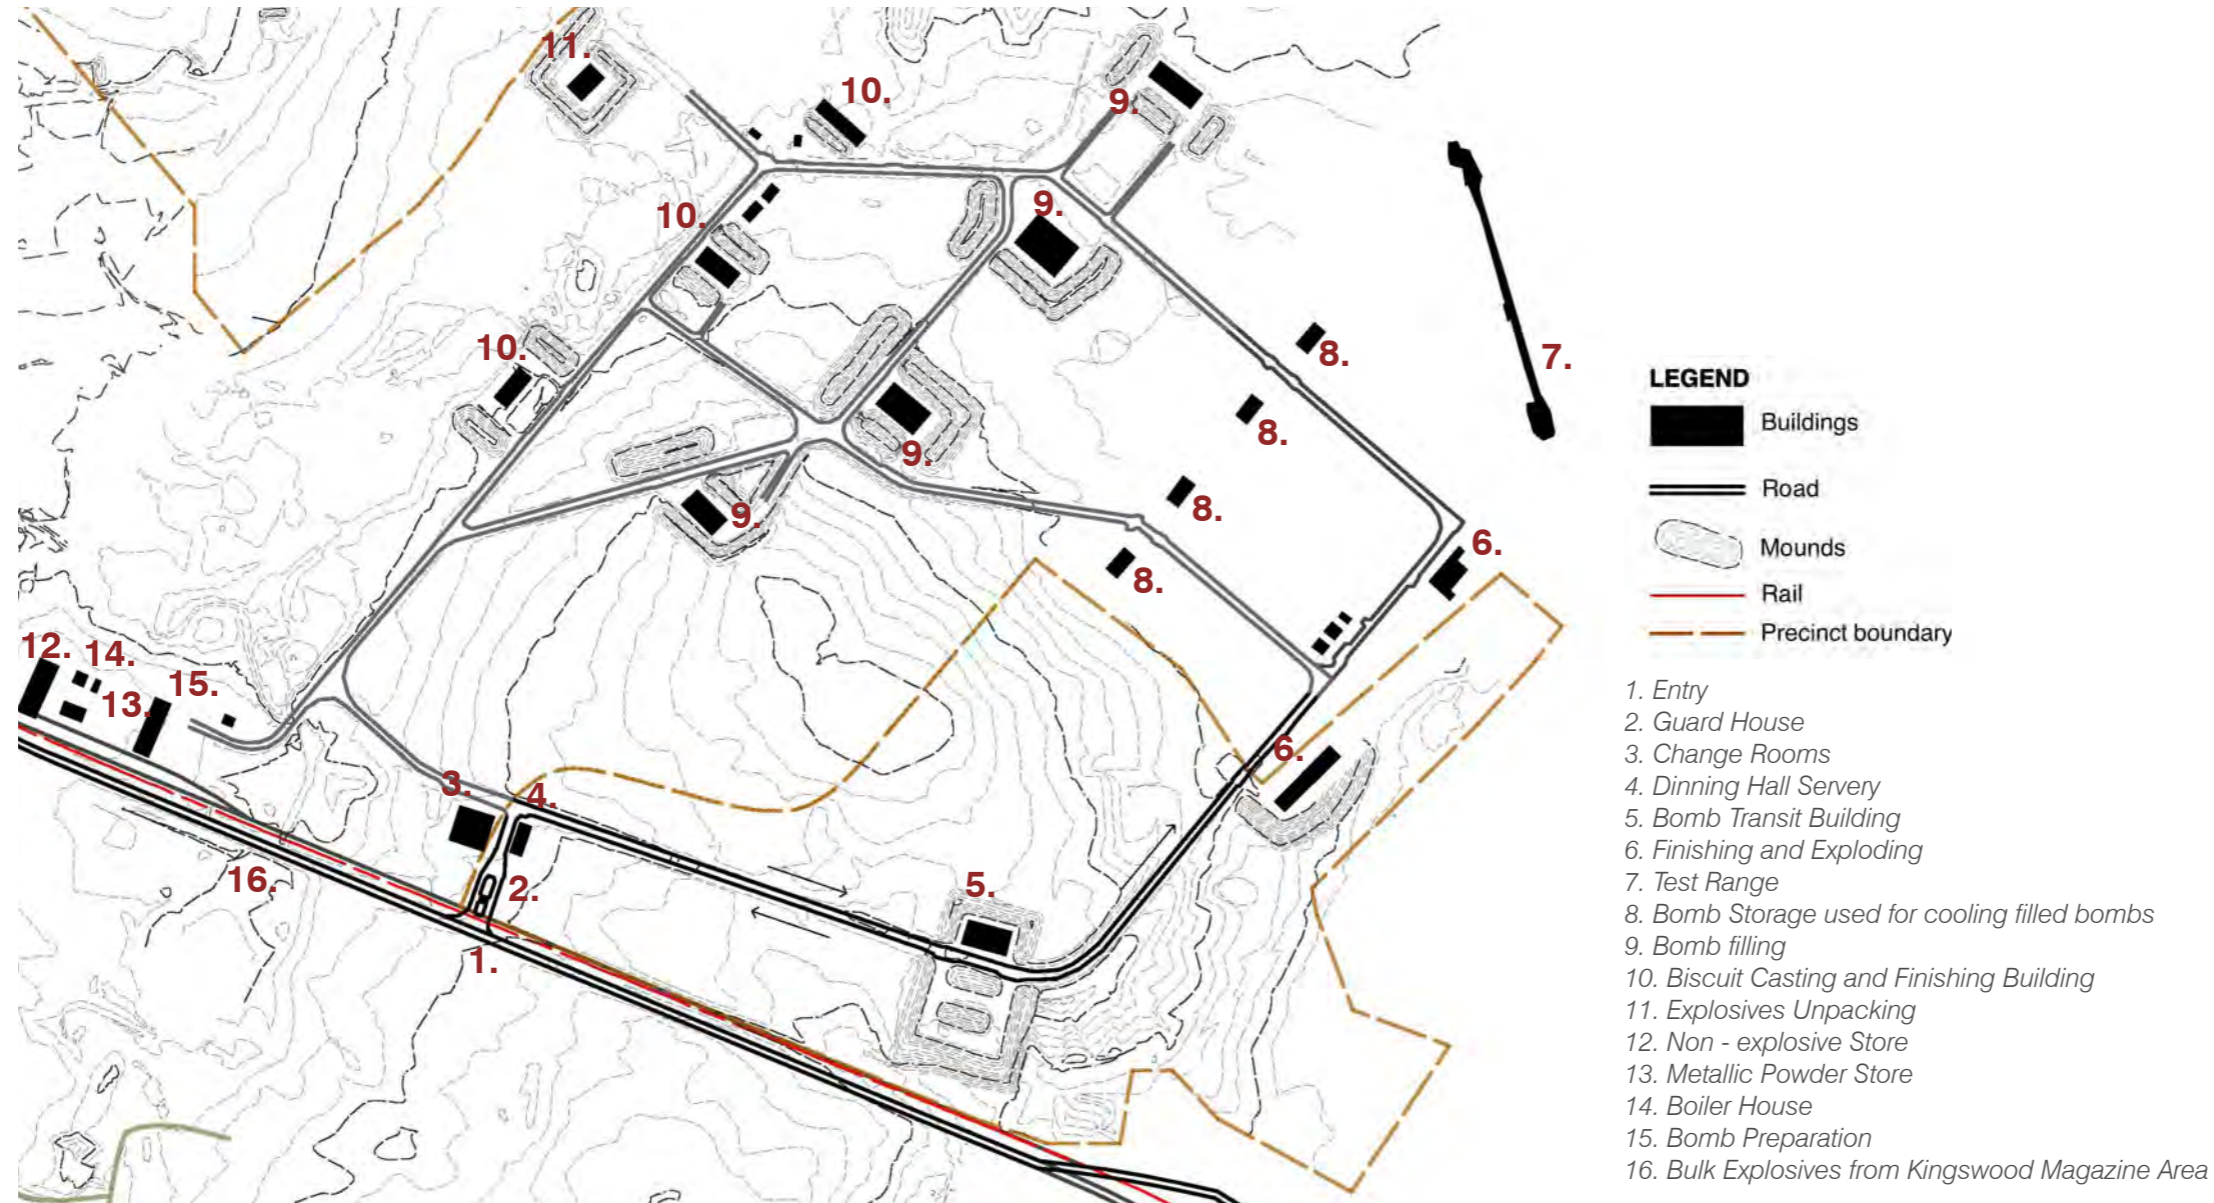 11.
10.
9.
10.
9.
10.
8.
7.
8.
9.
8.
9.
6.
8.
12.
14.
15.
13.
6.
3.
4.
16.
2.
5.
1.
LEGEND
Buildings
Road
Mounds
Rail
Precinct boundary
1. Entry
2. Guard House
3. Change Rooms
4. Dinning Hall Servery
5. Bomb Transit Building
6. Finishing and Exploding
7. Test Range
8. Bomb Storage used for cooling filled bombs
9. Bomb filling
10. Biscuit Casting and Finishing Building
11. Explosives Unpacking
12. Non - explosive Store
13. Metallic Powder Store
14. Boiler House
15. Bomb Preparation
16. Bulk Explosives from Kingswood Magazine Area